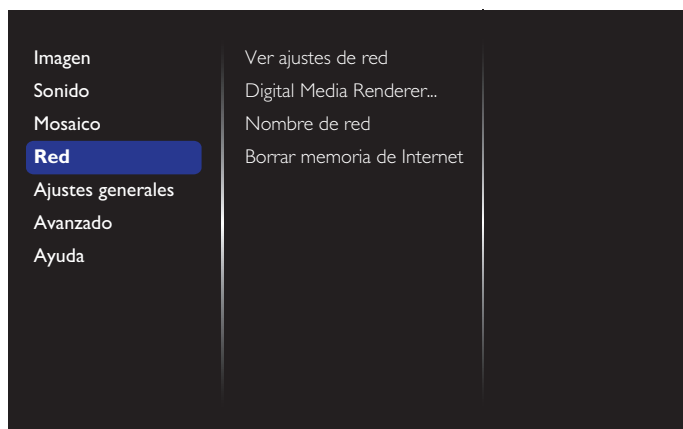 Imagen
Sonido
Mosaico
Red
Ajustes generales
Avanzado
Ayuda
Ver ajustes de red
Digital Media Renderer...
Nombre de red
Borrar memoria de Internet